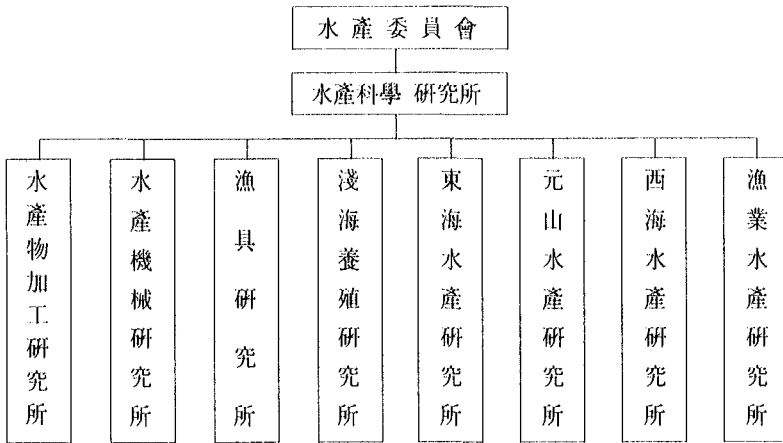 水產委員會
水產科學 硏究所
水產物加工硏究所
水產機械硏究所
漁具硏究所
淺海養殖硏究所
東海水產硏究所
元山水產硏究所
西海水產硏究所
漁業水產硏究所